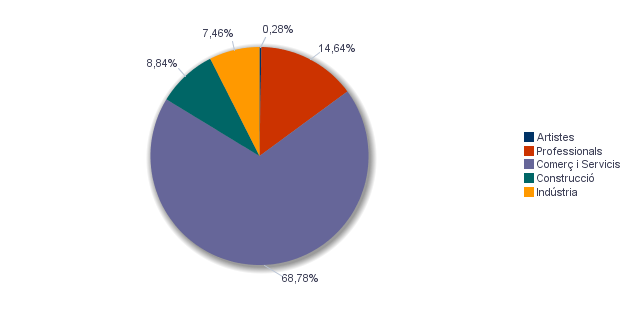 0,28%
7,46%
14,64%
8,84%
68,78%
Artistes
Professionals
Comerç i Servicis
Construcció
Indústria